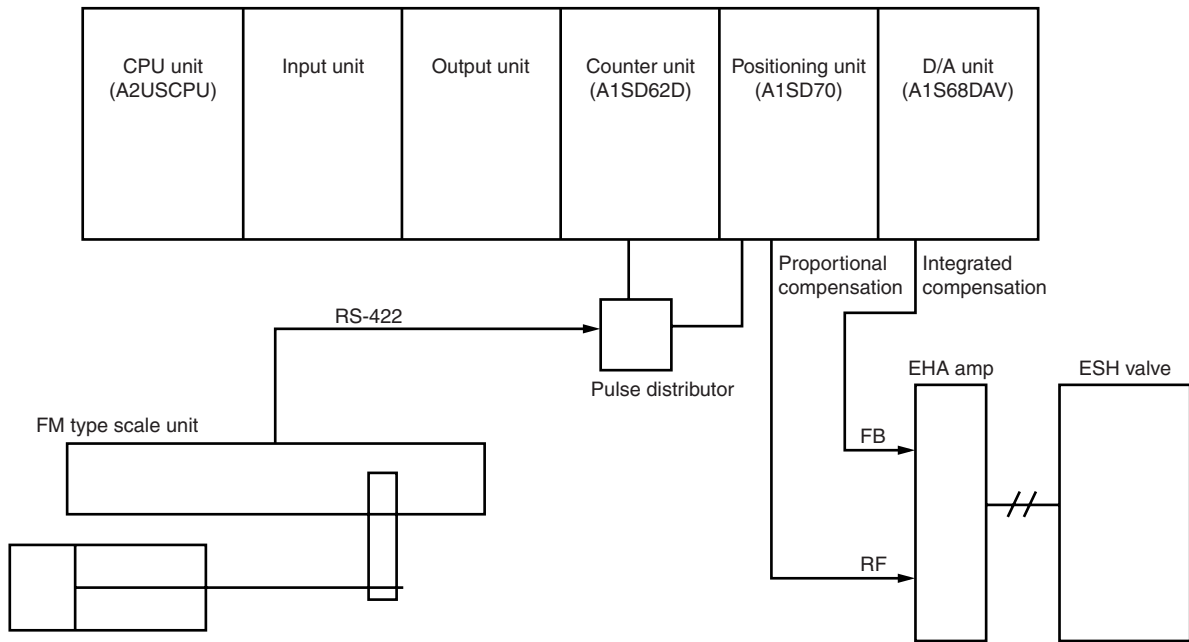 CPU unit
(A2USCPU)
Input unit
Output unit
Counter unit
(A1SD62D)
Positioning unit
(A1SD70)
D/A unit
(A1S68DAV)
Proportional
compensation
Integrated
compensation
RS-422
Pulse distributor
EHA amp
ESH valve
FM type scale unit
FB
RF